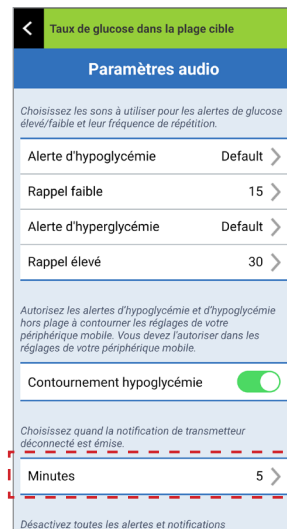 Taux de glucose dans la plage cible
Paramètres audio
Choisissez les sons à utiliser pour les alertes de glucose
élevé/faible et leur fréquence de répétition.
Alerte d'hypoglycémie Default
Rappel faible 15
Alerte d'hyperglycémie Default
Rappel élevé 30
Autorisez les alertes d'hypoglycémie et d'hypoglycémie
hors plage à contourner les réglages de votre
périphérique mobile. Vous devez l'autoriser dans les
réglages de votre périphérique mobile.
Contournement hypoglycémie
Choisissez quand la notification de transmetteur
déconnecté est émise.
Minutes 5
Désactivez toutes les alertes et notifications